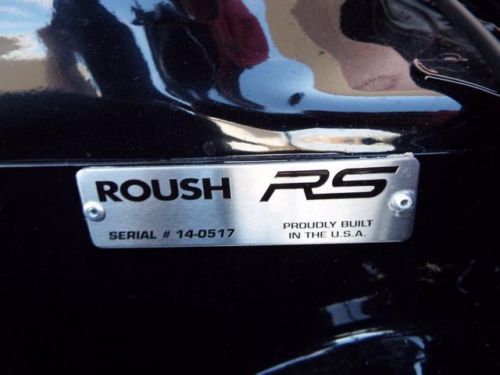 ROUSH RS
SERIAL # 14-0517
PROUDLY BUILT
IN THE U.S.A.